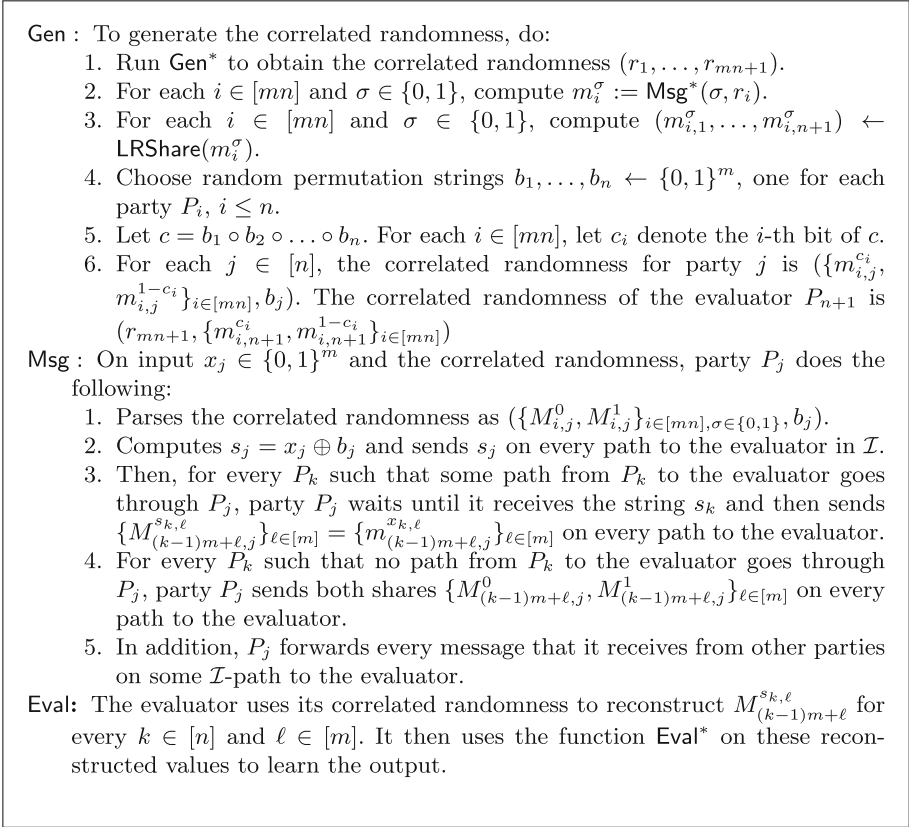 Gen : To generate the correlated randomness, do:
1. Run Gen* to obtain the correlated randomness (r_1, . . . , r_{mn+1}).
2. For each i ∈ [mn] and σ ∈ {0, 1}, compute m_i^σ := Msg*(σ, r_i).
3. For each i ∈ [mn] and σ ∈ {0, 1}, compute (m_{i,1}^σ, . . . , m_{i,n+1}^σ) ←
LRShare(m_i^σ).
4. Choose random permutation strings b_1, . . . , b_n ← {0, 1}^m, one for each
party P_i, i ≤ n.
5. Let c = b_1 ∘ b_2 ∘ . . . ∘ b_n. For each i ∈ [mn], let c_i denote the i-th bit of c.
6. For each j ∈ [n], the correlated randomness for party j is ({m_{i,j}^{c_i},
m_{i,j}^{1−c_i}}_{i∈[mn]}, b_j). The correlated randomness of the evaluator P_{n+1} is
(r_{mn+1}, {m_{i,n+1}^{c_i}, m_{i,n+1}^{1−c_i}}_{i∈[mn]})
Msg : On input x_j ∈ {0, 1}^m and the correlated randomness, party P_j does the
following:
1. Parses the correlated randomness as ({M_{i,j}^0, M_{i,j}^1}_{i∈[mn],σ∈{0,1}}, b_j).
2. Computes s_j = x_j ⊕ b_j and sends s_j on every path to the evaluator in I.
3. Then, for every P_k such that some path from P_k to the evaluator goes
through P_j, party P_j waits until it receives the string s_k and then sends
{M_{(k−1)m+ℓ,j}^{s_{k,ℓ}}}_{ℓ∈[m]} = {m_{(k−1)m+ℓ,j}^{x_{k,ℓ}}}_{ℓ∈[m]} on every path to the evaluator.
4. For every P_k such that no path from P_k to the evaluator goes through
P_j, party P_j sends both shares {M_{(k−1)m+ℓ,j}^0, M_{(k−1)m+ℓ,j}^1}_{ℓ∈[m]} on every
path to the evaluator.
5. In addition, P_j forwards every message that it receives from other parties
on some I-path to the evaluator.
Eval: The evaluator uses its correlated randomness to reconstruct M_{(k−1)m+ℓ}^{s_{k,ℓ}} for
every k ∈ [n] and ℓ ∈ [m]. It then uses the function Eval* on these recon-
structed values to learn the output.